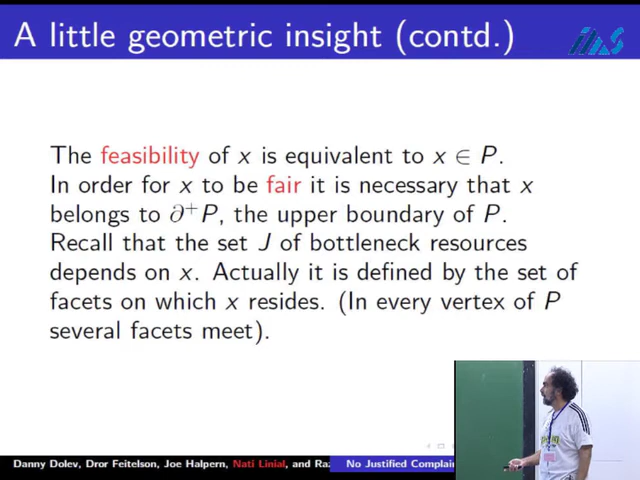 A little geometric insight (contd.)
ims
The feasibility of x is equivalent to x ∈ P.
In order for x to be fair it is necessary that x
belongs to ∂⁺P, the upper boundary of P.
Recall that the set J of bottleneck resources
depends on x. Actually it is defined by the set of
facets on which x resides. (In every vertex of P
several facets meet).
Danny Dolev, Dror Feitelson, Joe Halpern, Nati Linial, and Raz No Justified Complain